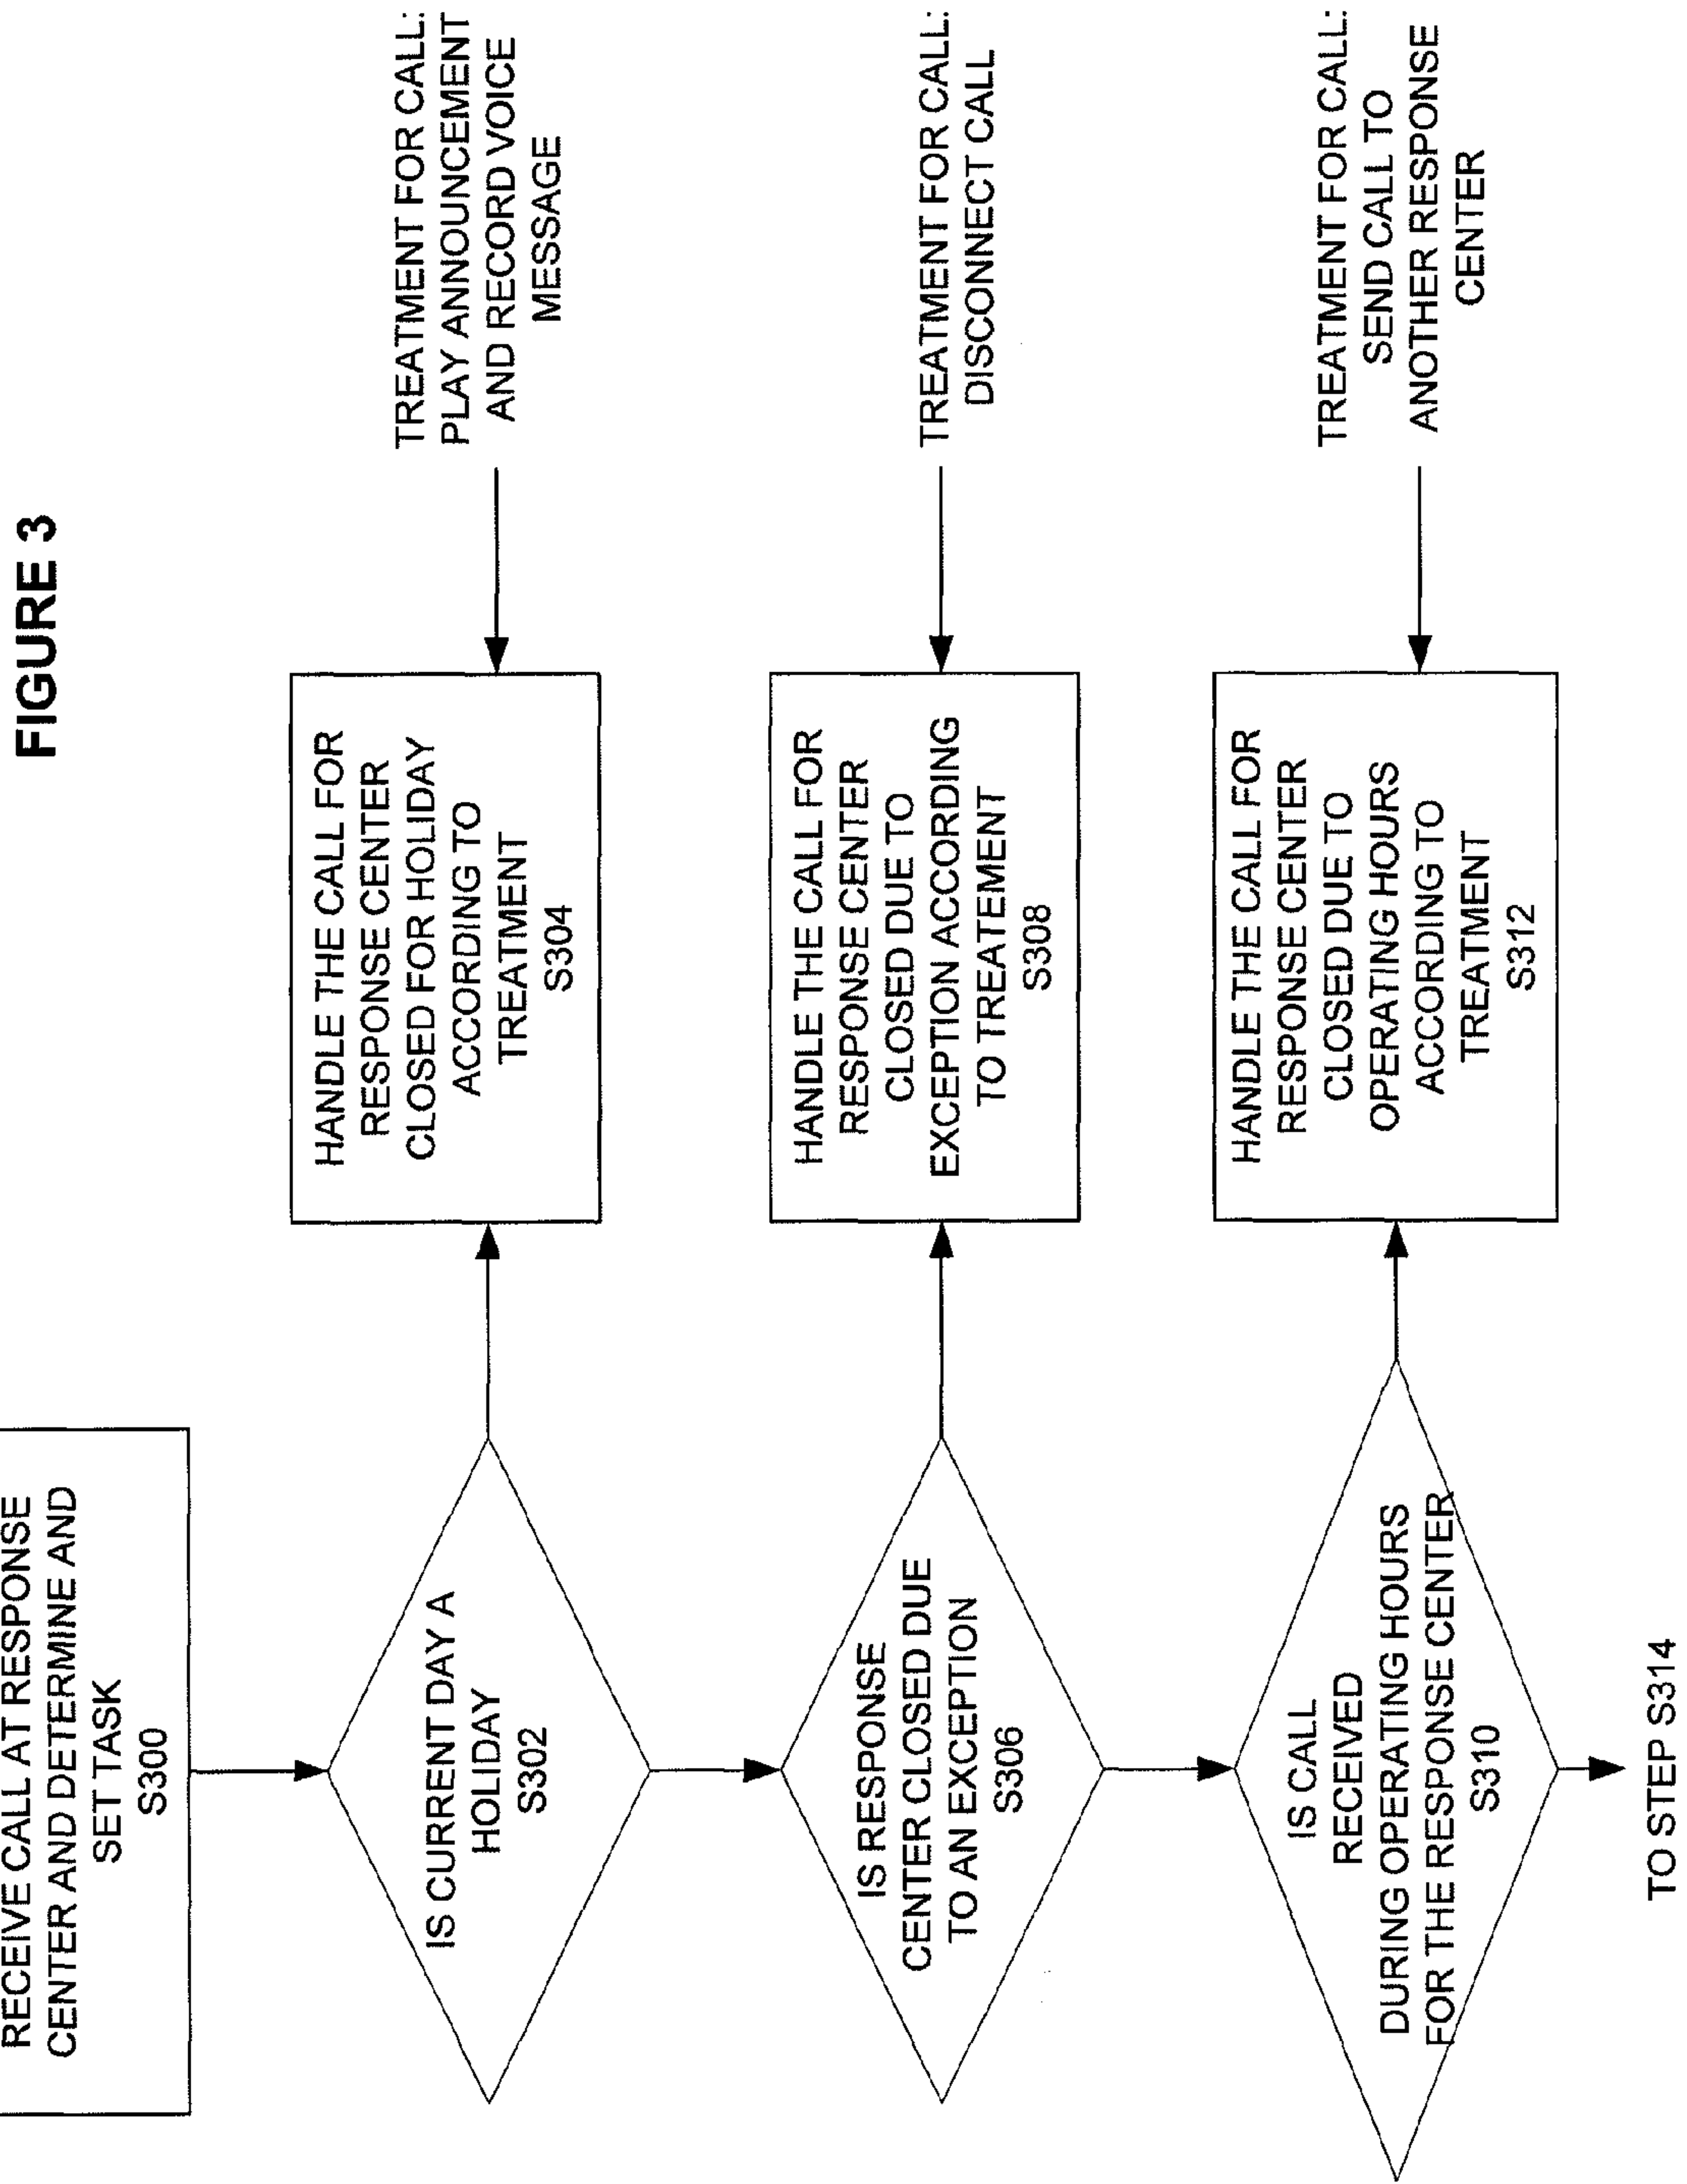 FIGURE 3
RECEIVE CALL AT RESPONSE
CENTER AND DETERMINE AND
SET TASK
S300
IS CURRENT DAY A
HOLIDAY
S302
HANDLE THE CALL FOR
RESPONSE CENTER
CLOSED FOR HOLIDAY
ACCORDING TO
TREATMENT
S304
TREATMENT FOR CALL:
PLAY ANNOUNCEMENT
AND RECORD VOICE
MESSAGE
IS RESPONSE
CENTER CLOSED DUE
TO AN EXCEPTION
S306
HANDLE THE CALL FOR
RESPONSE CENTER
CLOSED DUE TO
EXCEPTION ACCORDING
TO TREATEMENT
S308
TREATMENT FOR CALL:
DISCONNECT CALL
IS CALL
RECEIVED
DURING OPERATING HOURS
FOR THE RESPONSE CENTER
S310
HANDLE THE CALL FOR
RESPONSE CENTER
CLOSED DUE TO
OPERATING HOURS
ACCORDING TO
TREATMENT
S312
TREATMENT FOR CALL:
SEND CALL TO
ANOTHER RESPONSE
CENTER
TO STEP S314